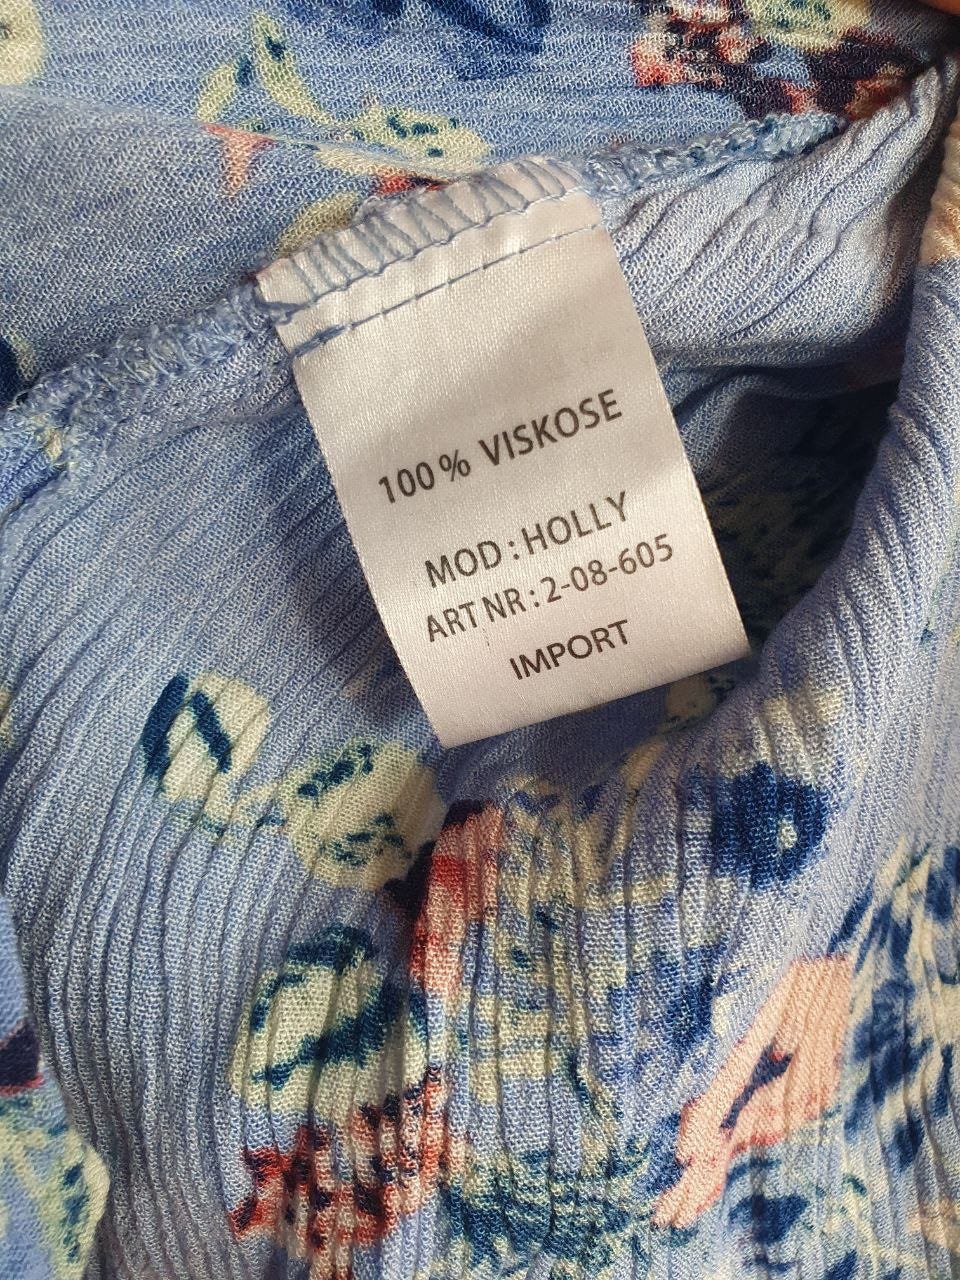 100% VISKOSE
MOD : HOLLY
ART NR : 2-08-605
IMPORT